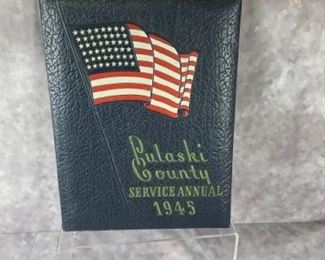 Pulaski
County
SERVICE ANNUAL
1945